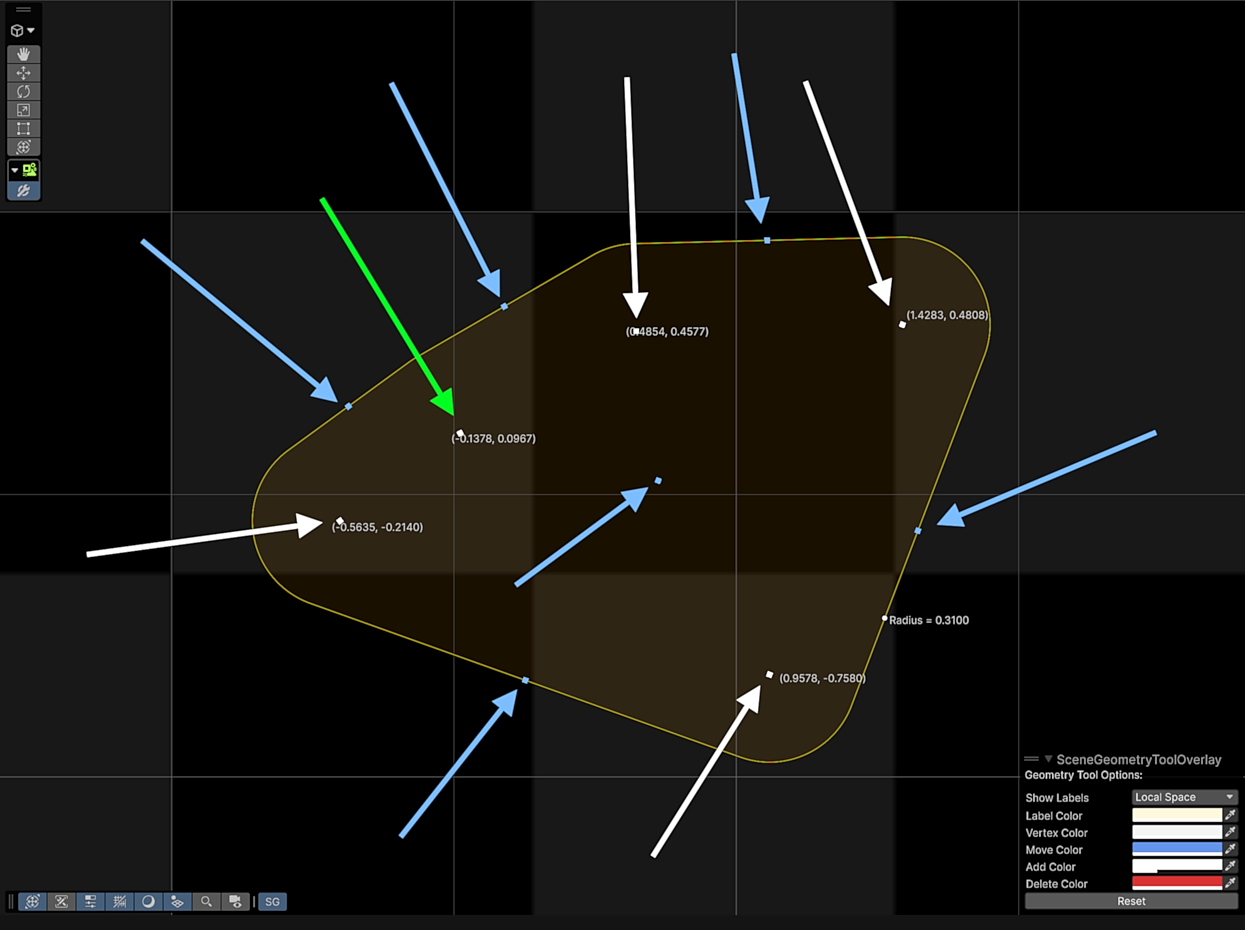 (0.4854, 0.4577)
(1.4283, 0.4808)
(-0.1378, 0.0967)
(-0.5635, -0.2140)
Radius = 0.3100
(0.9578, -0.7580)
SceneGeometryToolOverlay
Geometry Tool Options:
Show Labels Local Space
Label Color
Vertex Color
Move Color
Add Color
Delete Color
Reset
SG